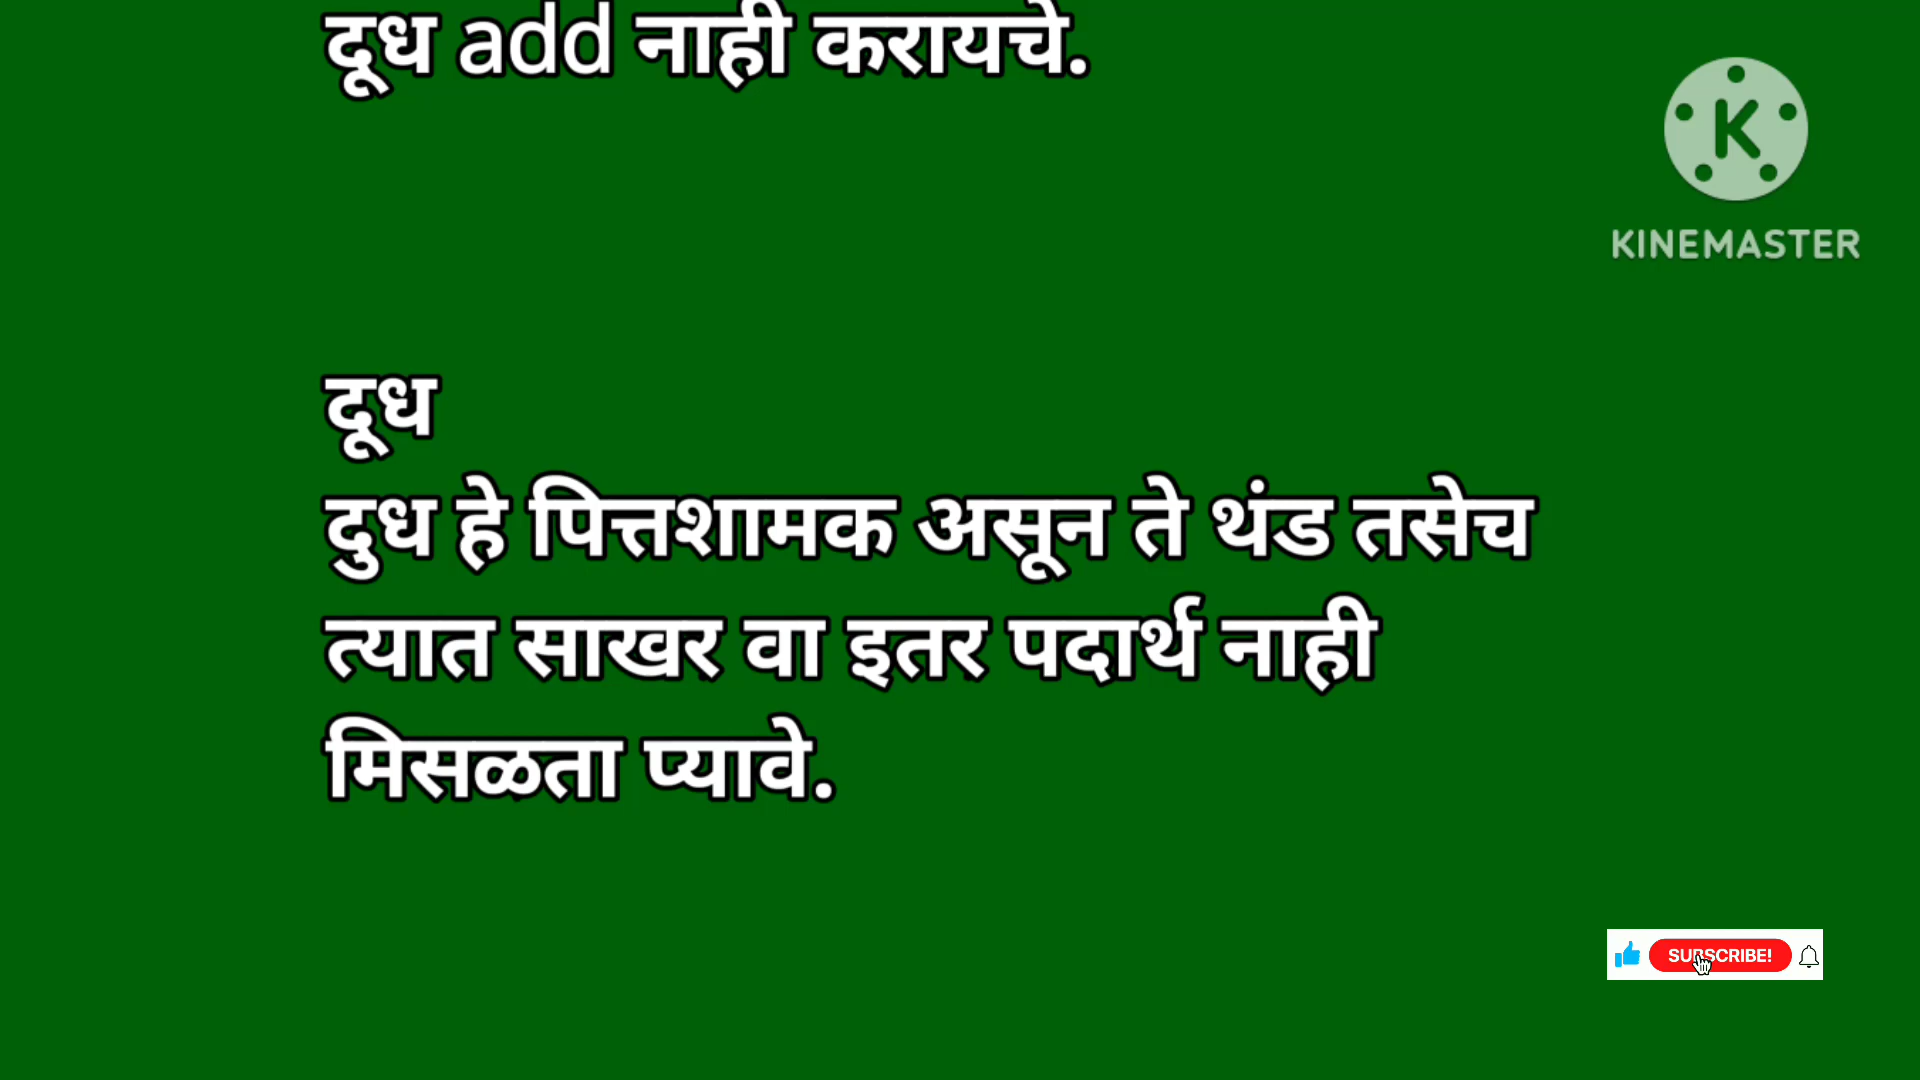 दूध add नाही करायचे.
KINEMASTER
दूध
दुध हे पित्तशामक असून ते थंड तसेच
त्यात साखर वा इतर पदार्थ नाही
मिसळता प्यावे.
SUBSCRIBE!